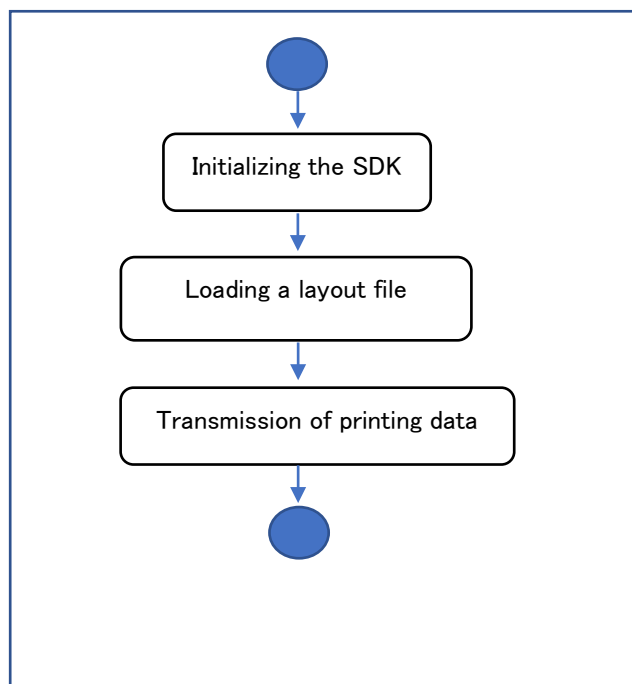 Initializing the SDK
Loading a layout file
Transmission of printing data